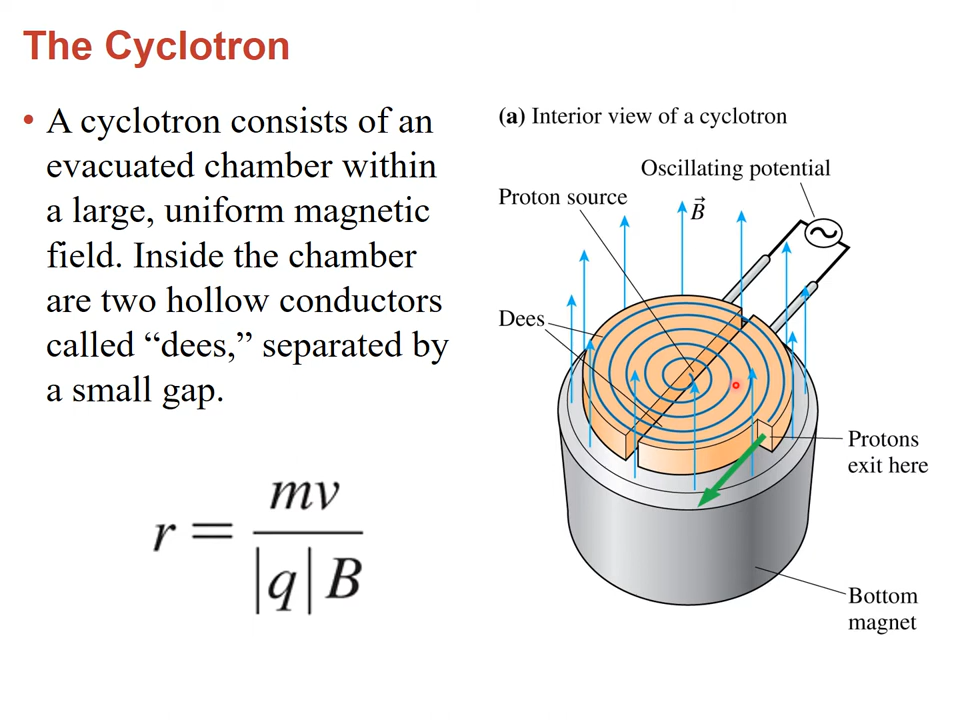 The Cyclotron
• A cyclotron consists of an
evacuated chamber within
a large, uniform magnetic
field. Inside the chamber
are two hollow conductors
called “dees,” separated by
a small gap.
r = mv / |q| B
(a) Interior view of a cyclotron
Oscillating potential
Proton source
B⃗
Dees
Protons
exit here
Bottom
magnet